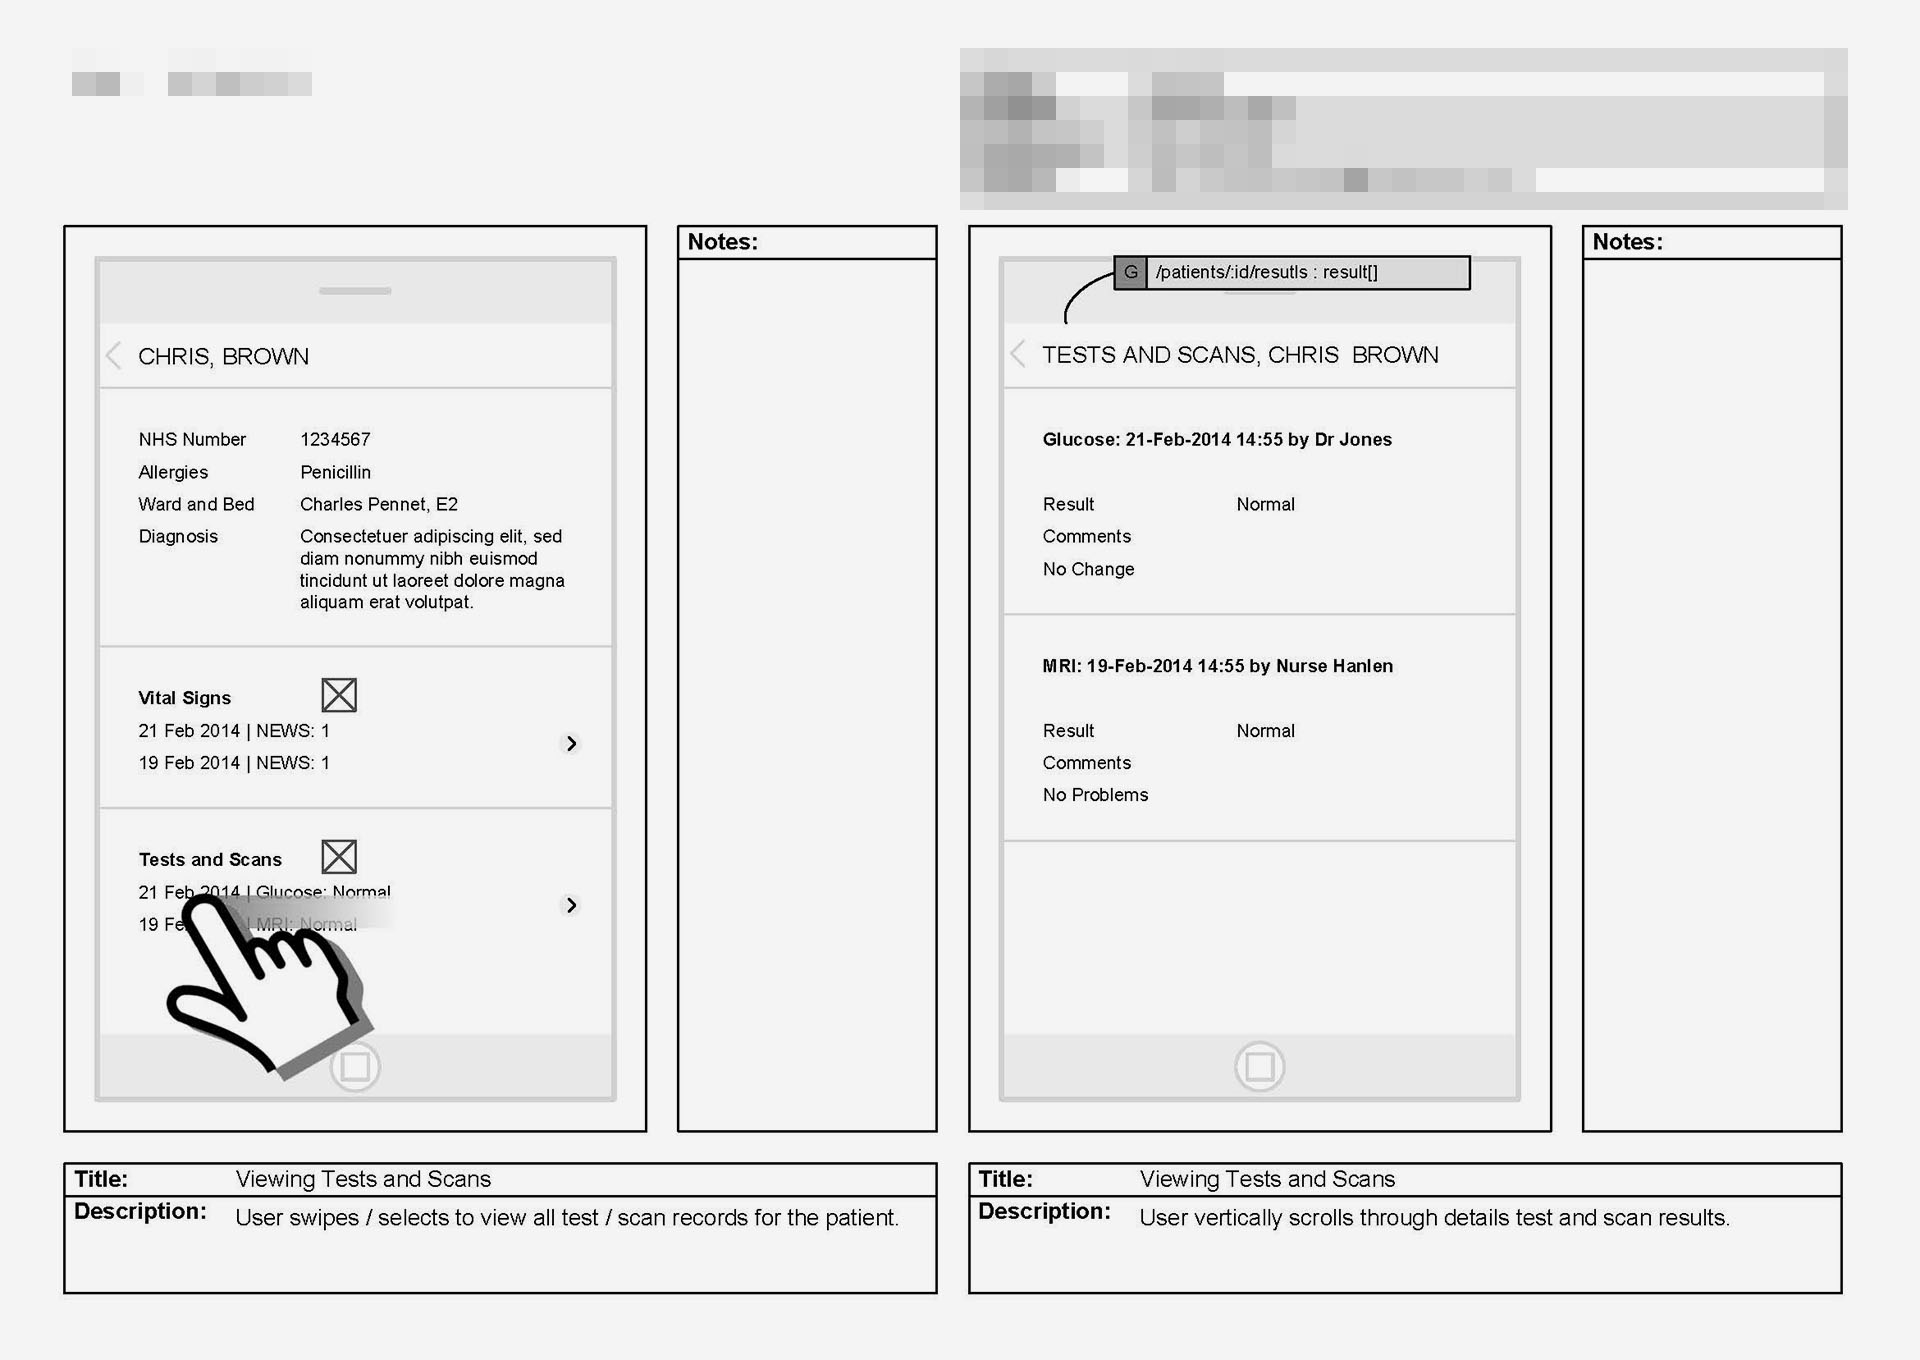 Notes:
CHRIS, BROWN
NHS Number 1234567
Allergies Penicillin
Ward and Bed Charles Pennet, E2
Diagnosis Consectetuer adipiscing elit, sed
diam nonummy nibh euismod
tincidunt ut laoreet dolore magna
aliquam erat volutpat.
Vital Signs
21 Feb 2014 | NEWS: 1
19 Feb 2014 | NEWS: 1
Tests and Scans
21 Feb 2014 | Glucose: Normal
19 | MRI: Normal
Title: Viewing Tests and Scans
Description: User swipes / selects to view all test / scan records for the patient.
Notes:
G /patients/:id/resutls : result[]
TESTS AND SCANS, CHRIS BROWN
Glucose: 21-Feb-2014 14:55 by Dr Jones
Result Normal
Comments
No Change
MRI: 19-Feb-2014 14:55 by Nurse Hanlen
Result Normal
Comments
No Problems
Title: Viewing Tests and Scans
Description: User vertically scrolls through details test and scan results.